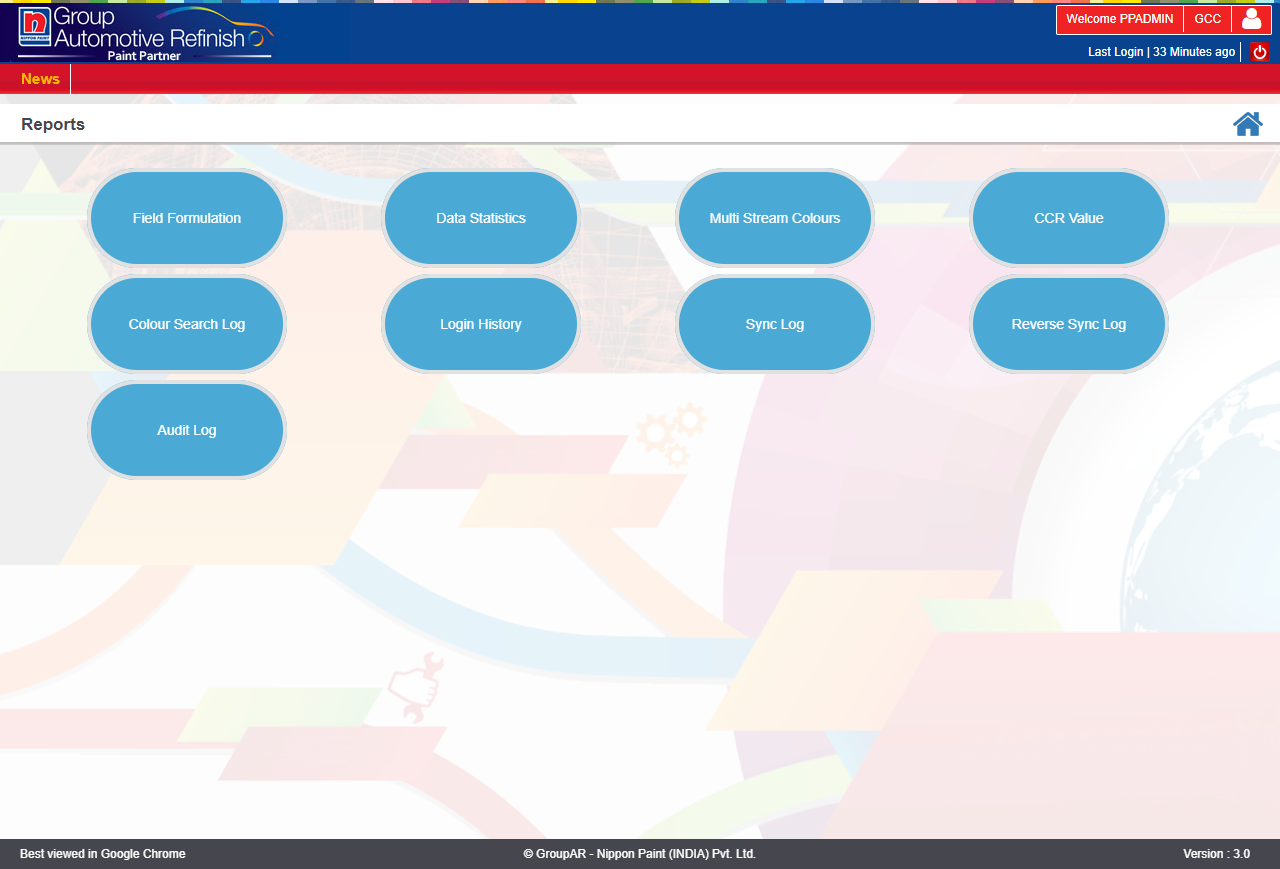 n
NIPPON PAINT
Group
Automotive Refinish
Paint Partner
Welcome PPADMIN
GCC
Last Login | 33 Minutes ago
News
Reports
Field Formulation
Data Statistics
Multi Stream Colours
CCR Value
Colour Search Log
Login History
Sync Log
Reverse Sync Log
Audit Log
Best viewed in Google Chrome
© GroupAR - Nippon Paint (INDIA) Pvt. Ltd.
Version : 3.0